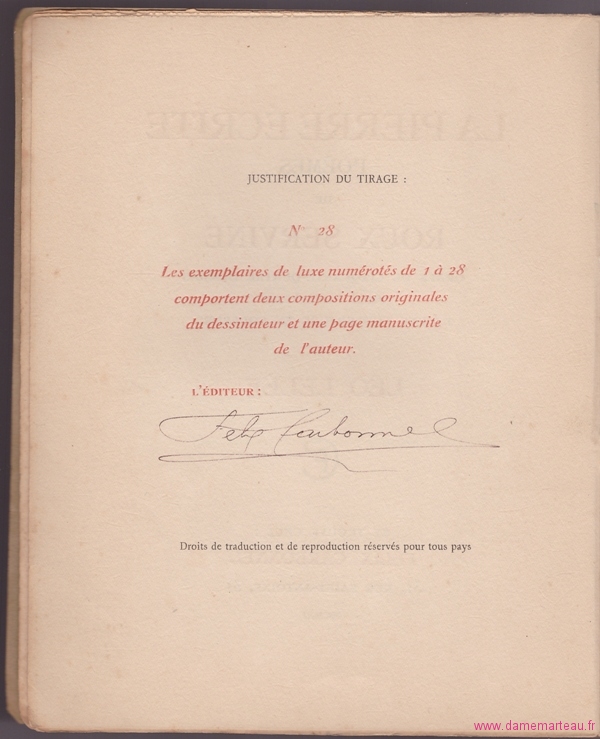 JUSTIFICATION DU TIRAGE :
N° 28
Les exemplaires de luxe numérotés de 1 à 28
comportent deux compositions originales
du dessinateur et une page manuscrite
de l'auteur.
L'ÉDITEUR :
Felix Carbonnel
Droits de traduction et de reproduction réservés pour tous pays
www.damemarteau.fr